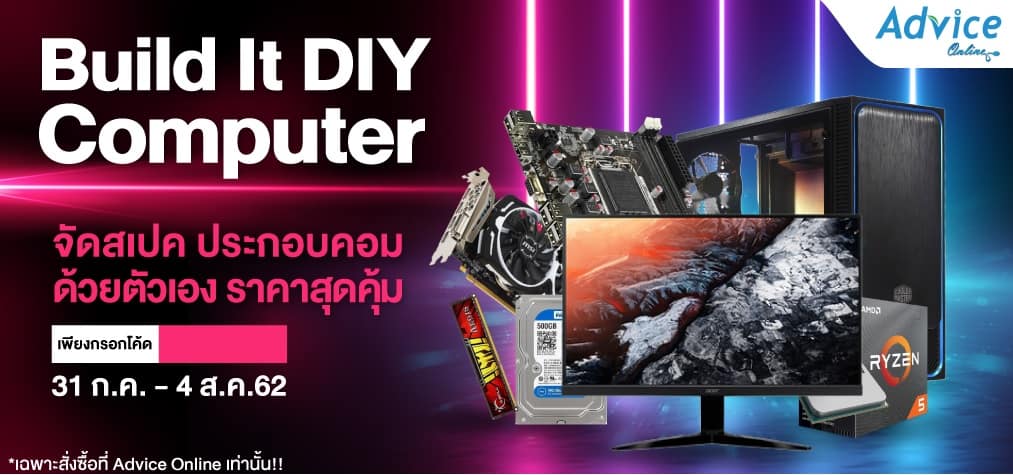 Build It DIY
Computer
จัดสเปค ประกอบคอม
ด้วยตัวเอง ราคาสุดคุ้ม
เพียงกรอกโค้ด
31 ก.ค. - 4 ส.ค.62
*เฉพาะสั่งซื้อที่ Advice Online เท่านั้น!!
Advice
Online
500GB
acer
COOLER
MASTER
AMD
RYZEN
5